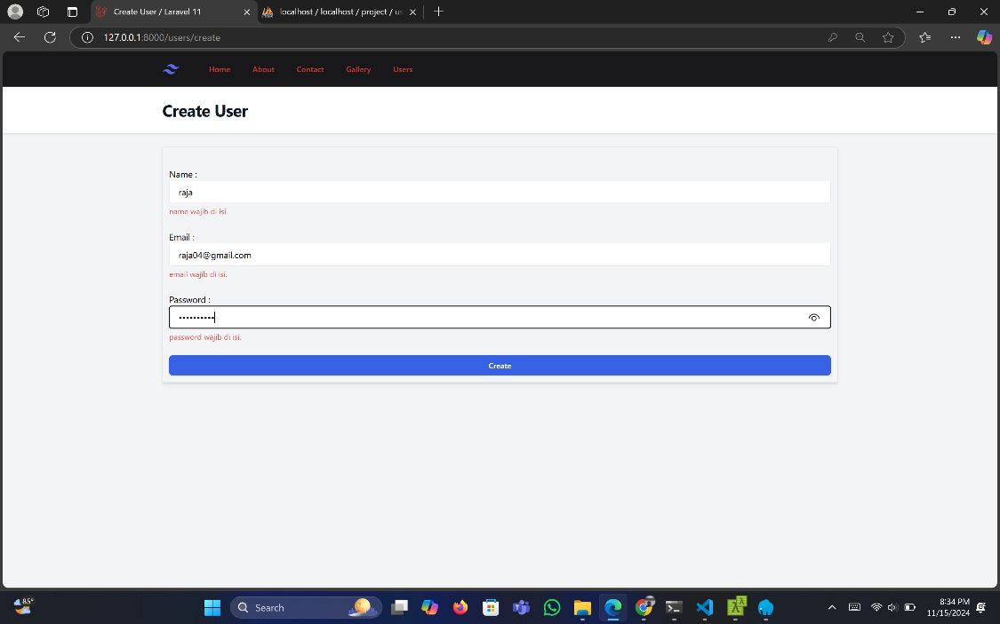 Create User / Laravel 11
localhost / localhost / project / us
127.0.0.1:8000/users/create
Home About Contact Gallery Users
Create User
Name :
raja
name wajib di isi.
Email :
raja04@gmail.com
email wajib di isi.
Password :
••••••••••
password wajib di isi.
Create
85°
Search
8:34 PM
11/15/2024